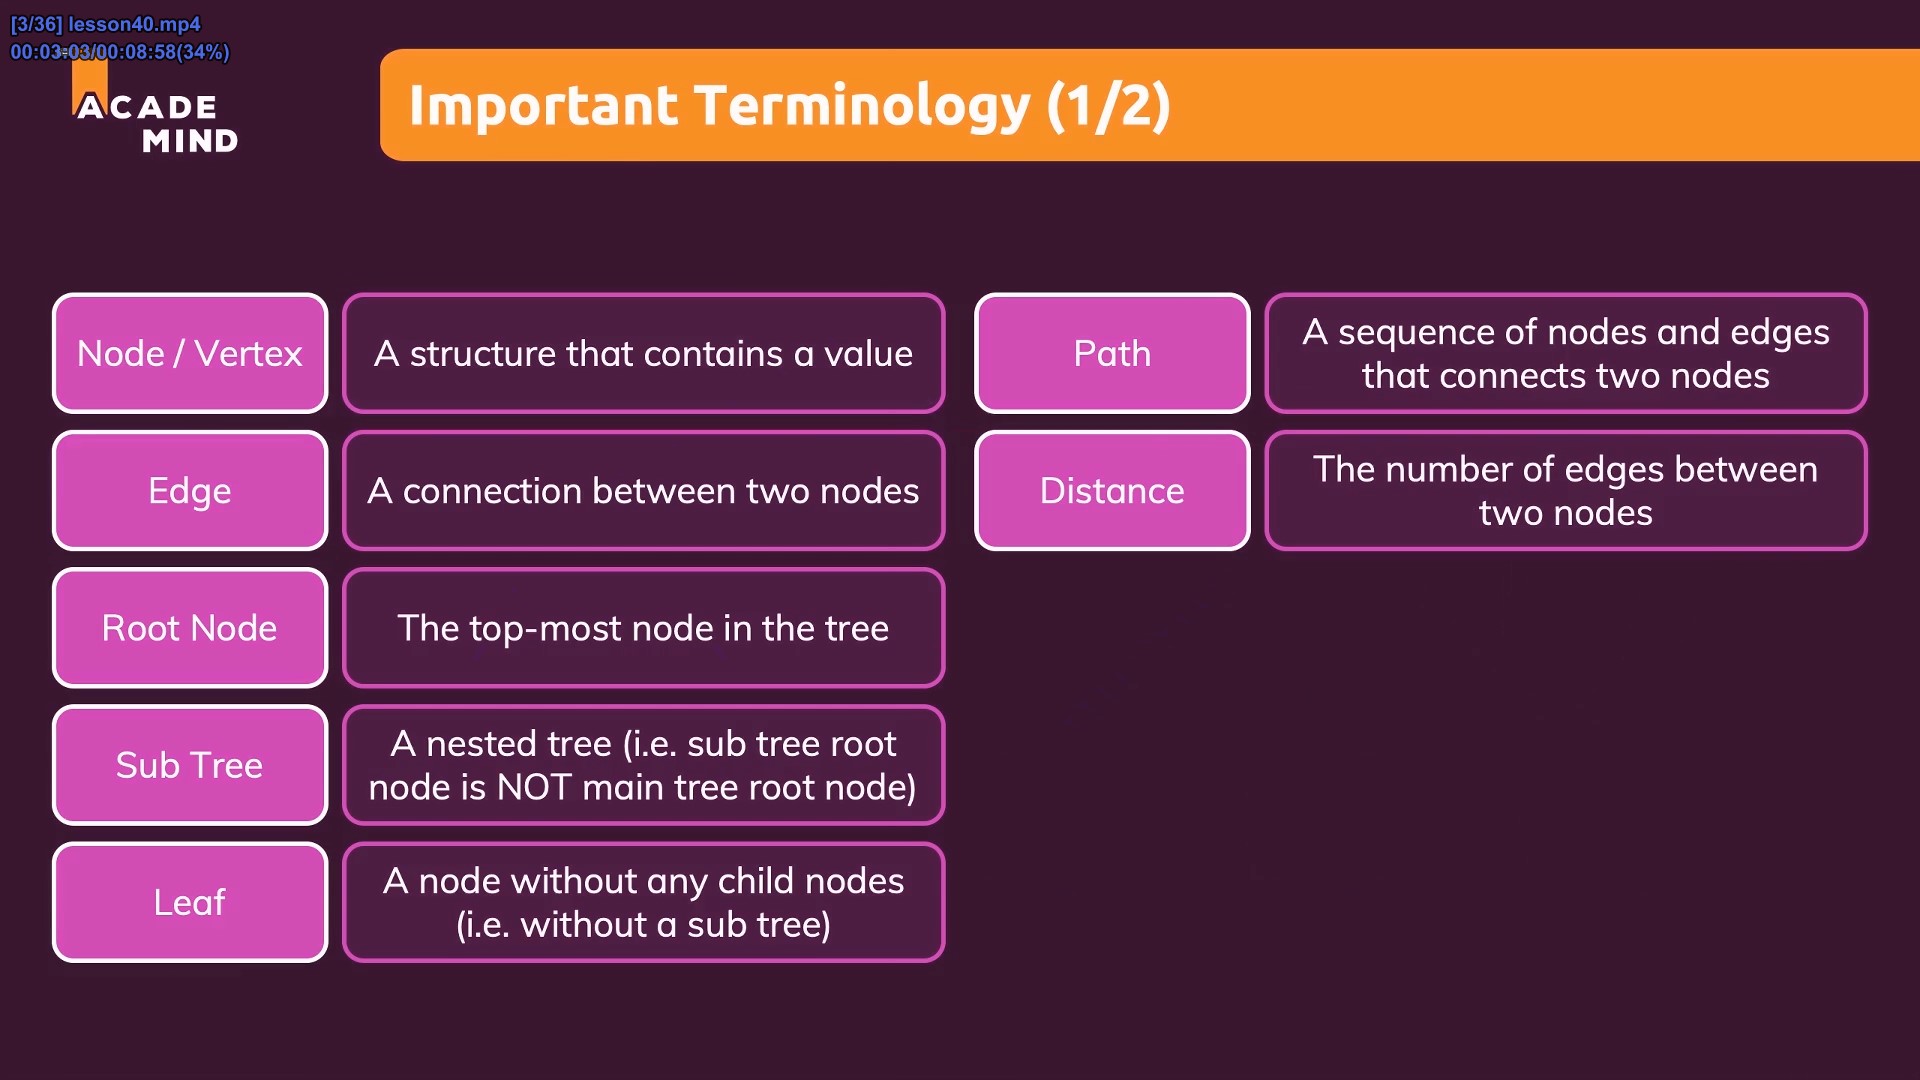 [3/36] lesson40.mp4
00:03:03/00:08:58(34%)
ACADE
MIND
Important Terminology (1/2)
Node / Vertex
A structure that contains a value
Edge
A connection between two nodes
Root Node
The top-most node in the tree
Sub Tree
A nested tree (i.e. sub tree root
node is NOT main tree root node)
Leaf
A node without any child nodes
(i.e. without a sub tree)
Path
A sequence of nodes and edges
that connects two nodes
Distance
The number of edges between
two nodes